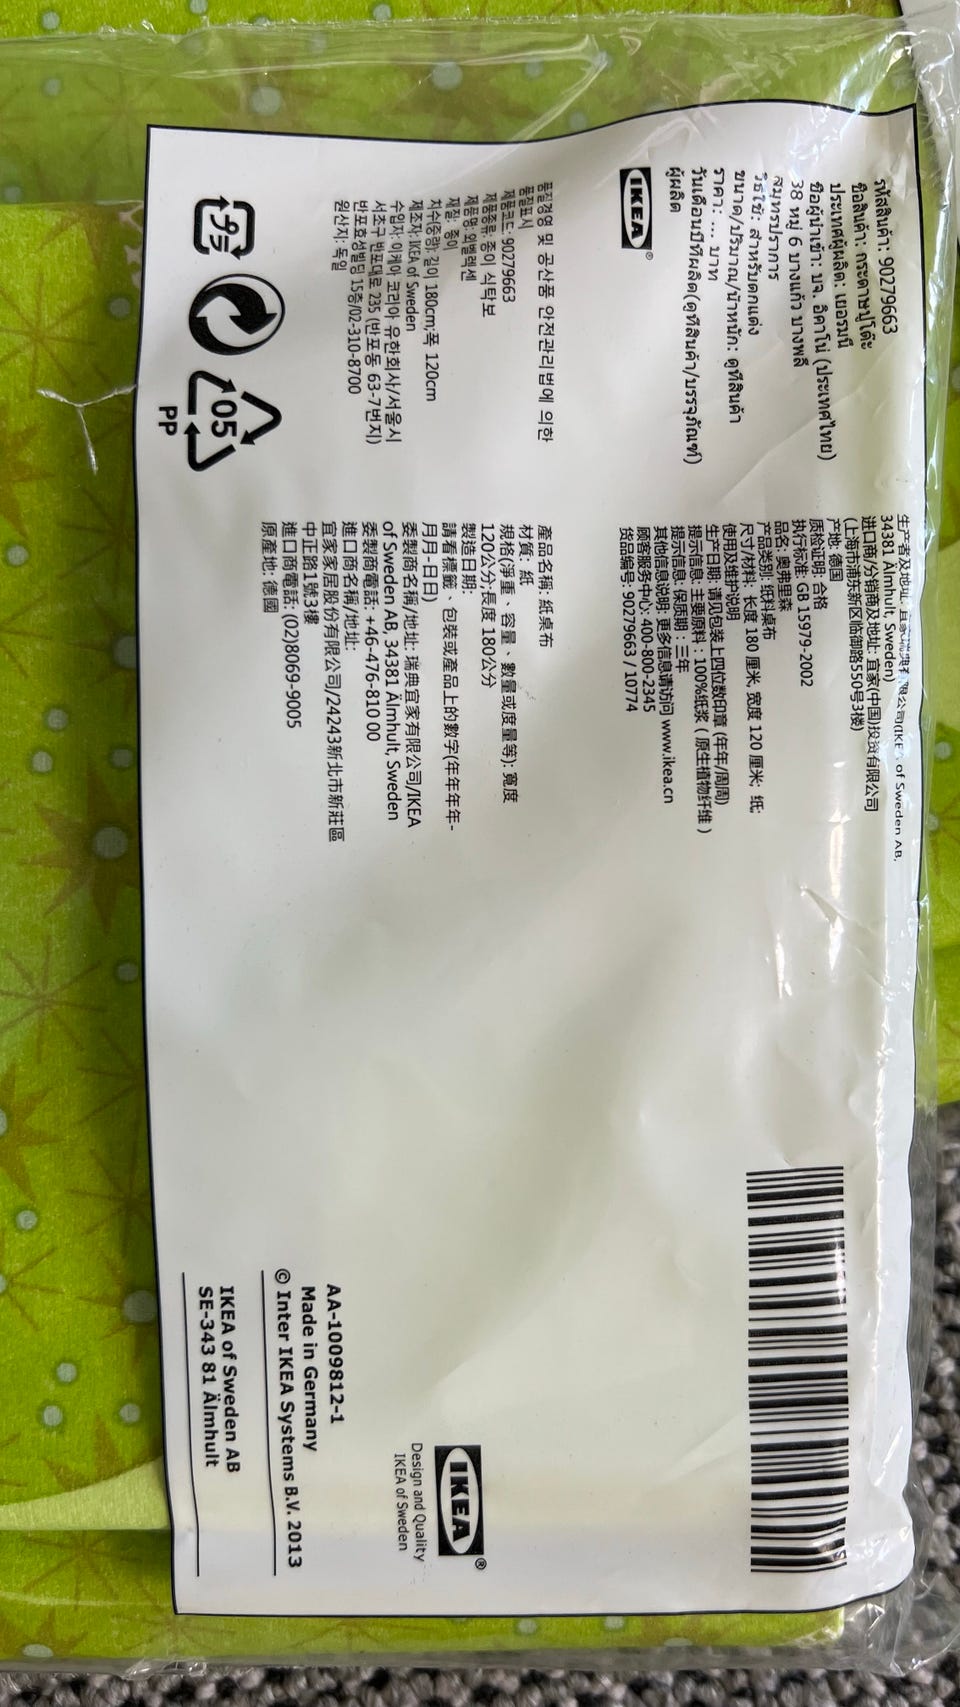 รหัสสินค้า: 90279663
ชื่อสินค้า: กระดาษปูโต๊ะ
ประเทศผู้ผลิต: เยอรมนี
ชื่อผู้นำเข้า: บจ. อิคาโน่ (ประเทศไทย)
38 หมู่ 6 บางแก้ว บางพลี
สมุทรปราการ
วิธีใช้: สำหรับตกแต่ง
ขนาด/ปริมาณ/น้ำหนัก: ดูที่สินค้า
ราคา: ... บาท
วันเดือนปีที่ผลิต(ดูที่สินค้า/บรรจุภัณฑ์)
ผู้ผลิต
IKEA®
품질경영 및 공산품 안전관리법에 의한
품질표시
제품코드: 90279663
제품종류: 종이 식탁보
제품명: 외벨렉센
재질: 종이
치수(중량): 길이 180cm;폭 120cm
제조자: IKEA of Sweden
수입자: 이케아 코리아 유한회사/서울시
서초구 반포대로 235 (반포동 63-7번지)
반포효성빌딩 15층/02-310-8700
원산지: 독일
生产者及地址: 宜家瑞典有限公司(IKE of Sweden AB,
34381 Älmhult, Sweden)
进口商/分销商及地址: 宜家(中国)投资有限公司
(上海市浦东新区临御路550号3楼)
产地: 德国
质检证明: 合格
执行标准: GB 15979-2002
品名: 奥弗里森
产品类别: 纸料桌布
尺寸/材料: 长度 180 厘米, 宽度 120 厘米; 纸;
使用及维护说明
生产日期: 请见包装上四位数印章 (年年/周周)
提示信息: 主要原料：100%纸浆 ( 原生植物纤维 )
提示信息: 保质期：三年
其他信息说明: 更多信息请访问 www.ikea.cn
顾客服务中心: 400-800-2345
货品编号: 90279663 / 10774
產品名稱: 紙桌布
材質: 紙
規格(淨重、容量、數量或度量等): 寬度
120公分;長度 180公分
製造日期:
請看標籤、包裝或產品上的數字(年年年年-
月月-日日)
委製商名稱/地址: 瑞典宜家有限公司/IKEA
of Sweden AB, 34381 Älmhult, Sweden
委製商電話: +46-476-810 00
進口商名稱/地址:
宜家家居股份有限公司/24243新北市新莊區
中正路1號3樓
進口商電話: (02)8069-9005
原產地: 德國
プラ
05
PP
IKEA®
Design and Quality
IKEA of Sweden
AA-1009812-1
Made in Germany
© Inter IKEA Systems B.V. 2013
IKEA of Sweden AB
SE-343 81 Älmhult